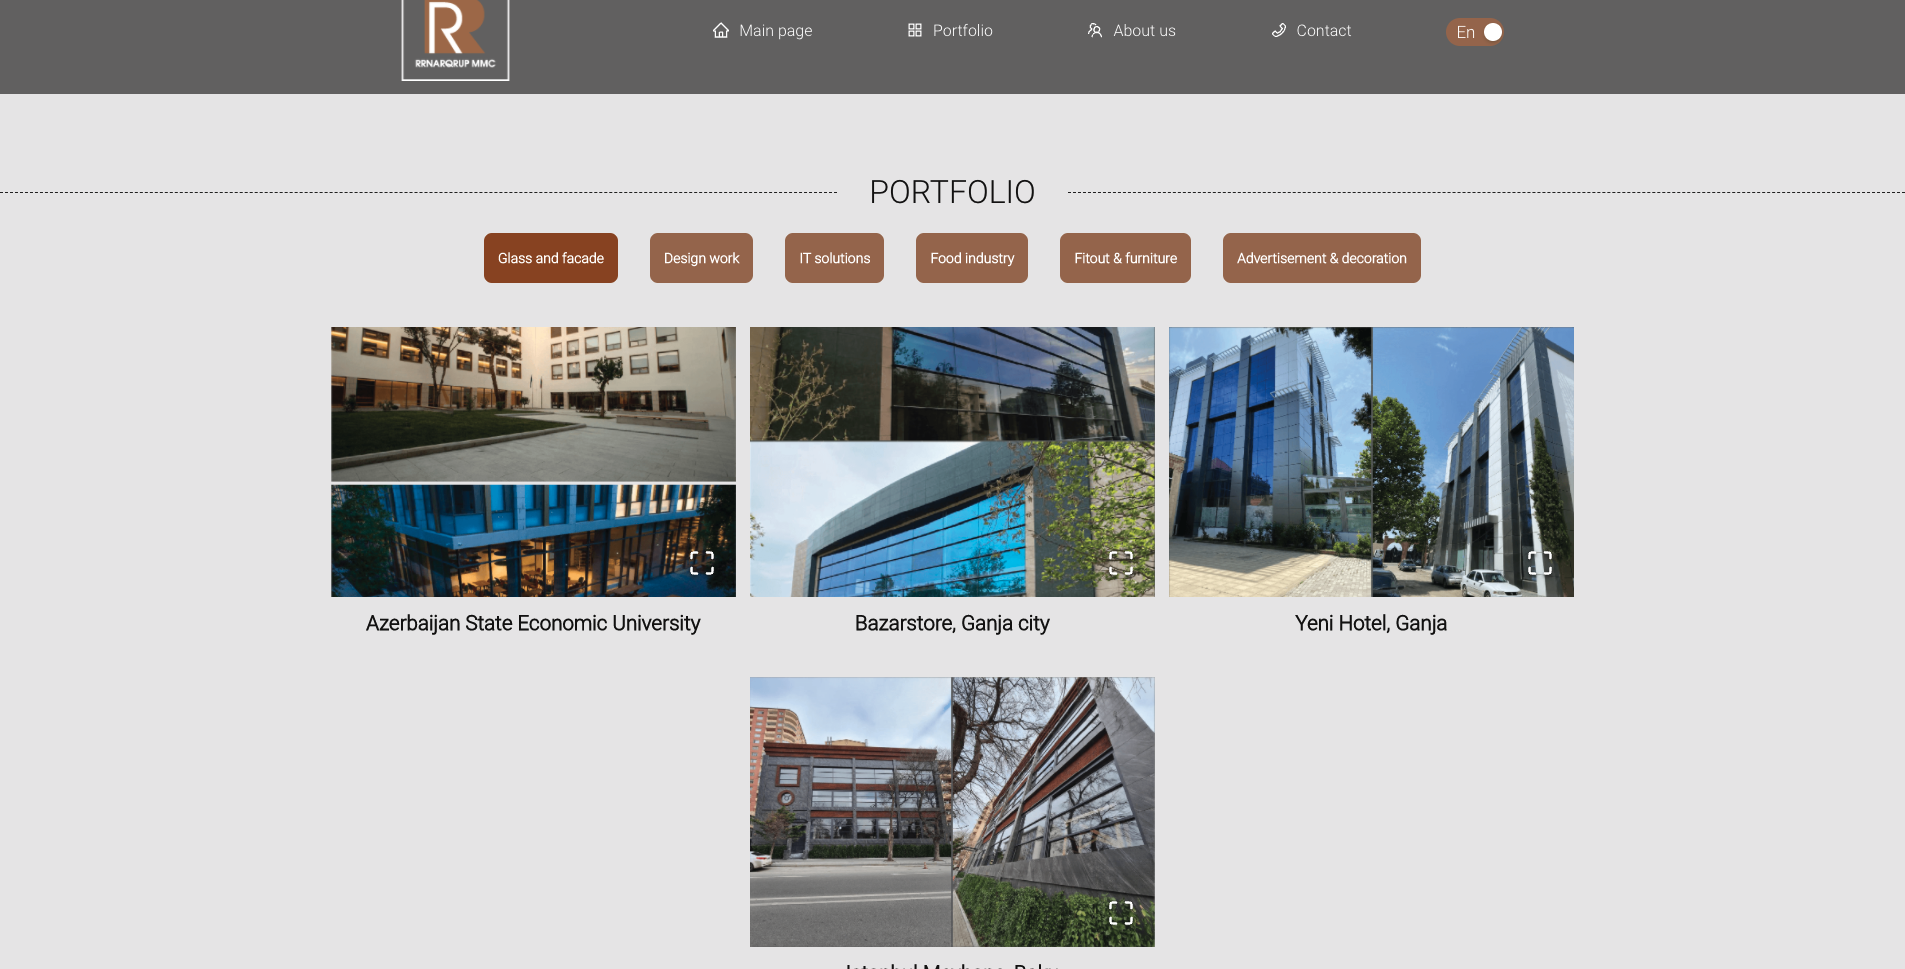 RRNARQRUP MMC
Main page
Portfolio
About us
Contact
En
PORTFOLIO
Glass and facade
Design work
IT solutions
Food industry
Fitout & furniture
Advertisement & decoration
Azerbaijan State Economic University
Bazarstore, Ganja city
Yeni Hotel, Ganja